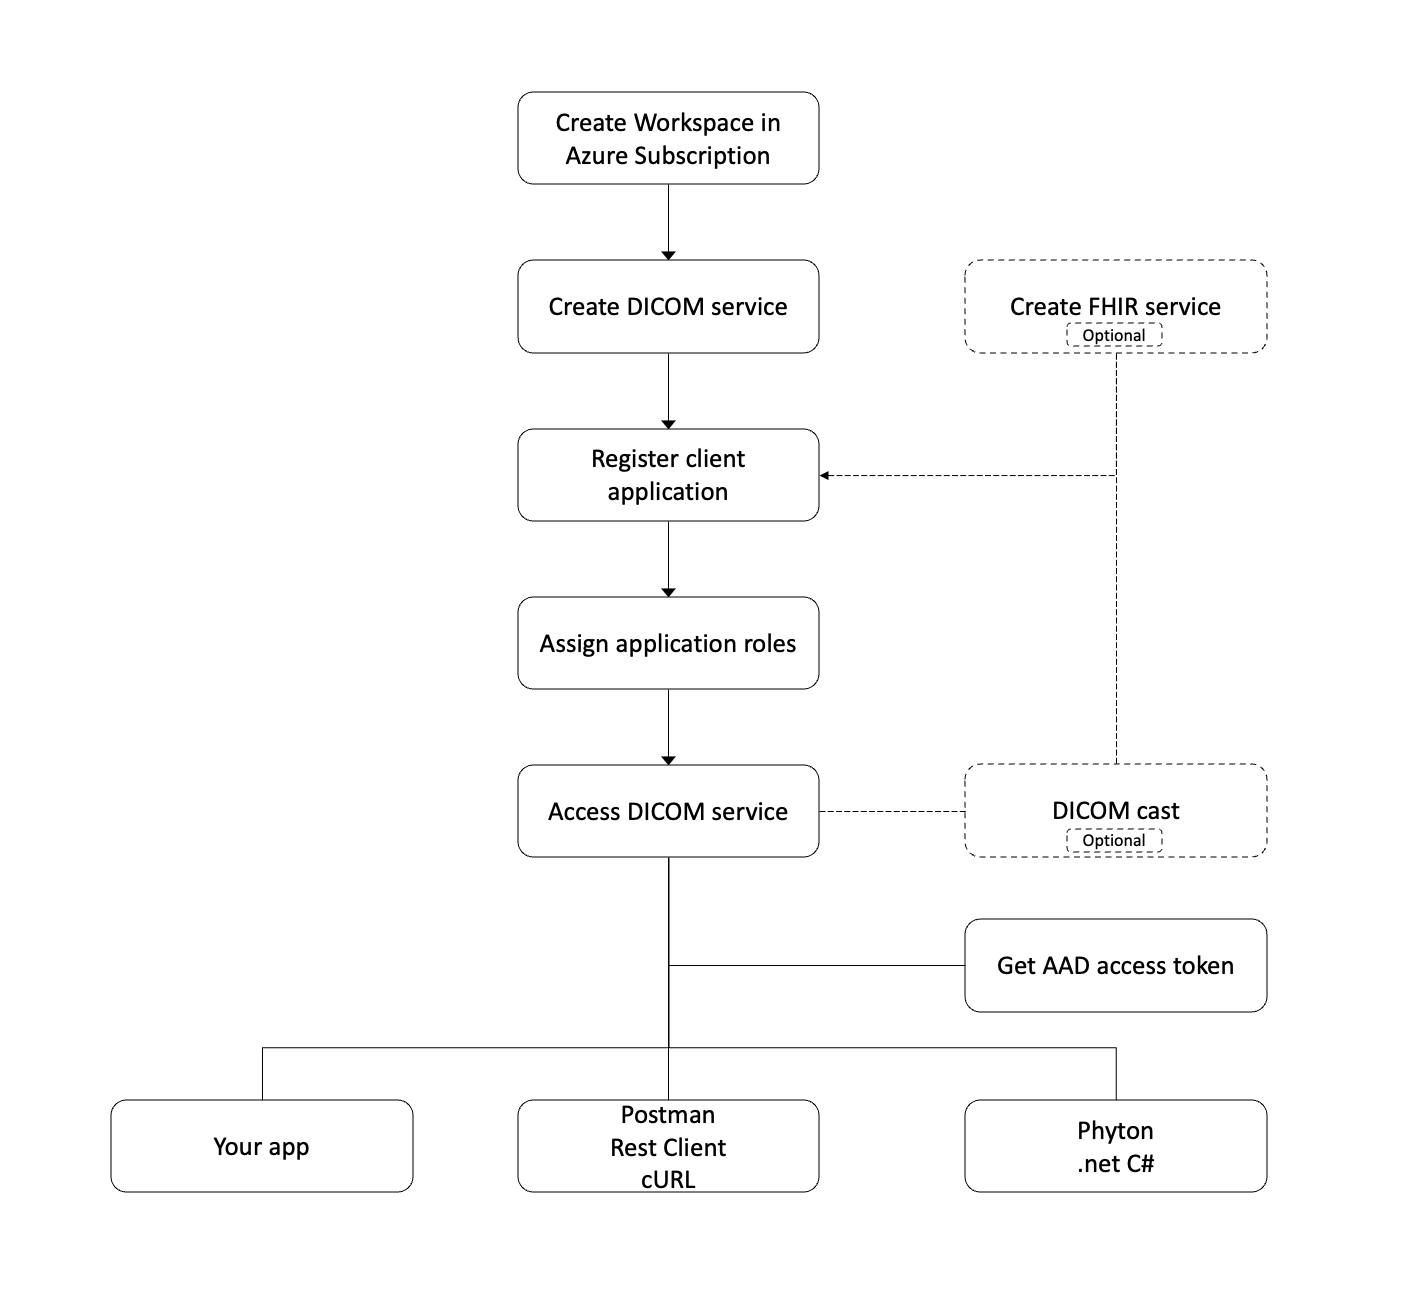 Create Workspace in
Azure Subscription
Create DICOM service
Create FHIR service
Optional
Register client
application
Assign application roles
Access DICOM service
DICOM cast
Optional
Get AAD access token
Your app
Postman
Rest Client
cURL
Phyton
.net C#